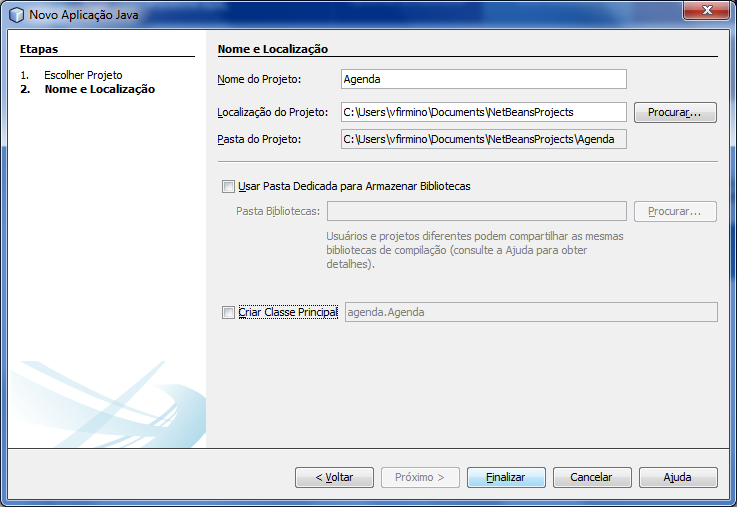 Novo Aplicação Java
Etapas
1. Escolher Projeto
2. Nome e Localização
Nome e Localização
Nome do Projeto: Agenda
Localização do Projeto: C:\Users\vfirmino\Documents\NetBeansProjects Procurar...
Pasta do Projeto: C:\Users\vfirmino\Documents\NetBeansProjects\Agenda
Usar Pasta Dedicada para Armazenar Bibliotecas
Pasta Bibliotecas: Procurar...
Usuários e projetos diferentes podem compartilhar as mesmas
bibliotecas de compilação (consulte a Ajuda para obter
detalhes).
Criar Classe Principal agenda.Agenda
< Voltar Próximo > Finalizar Cancelar Ajuda